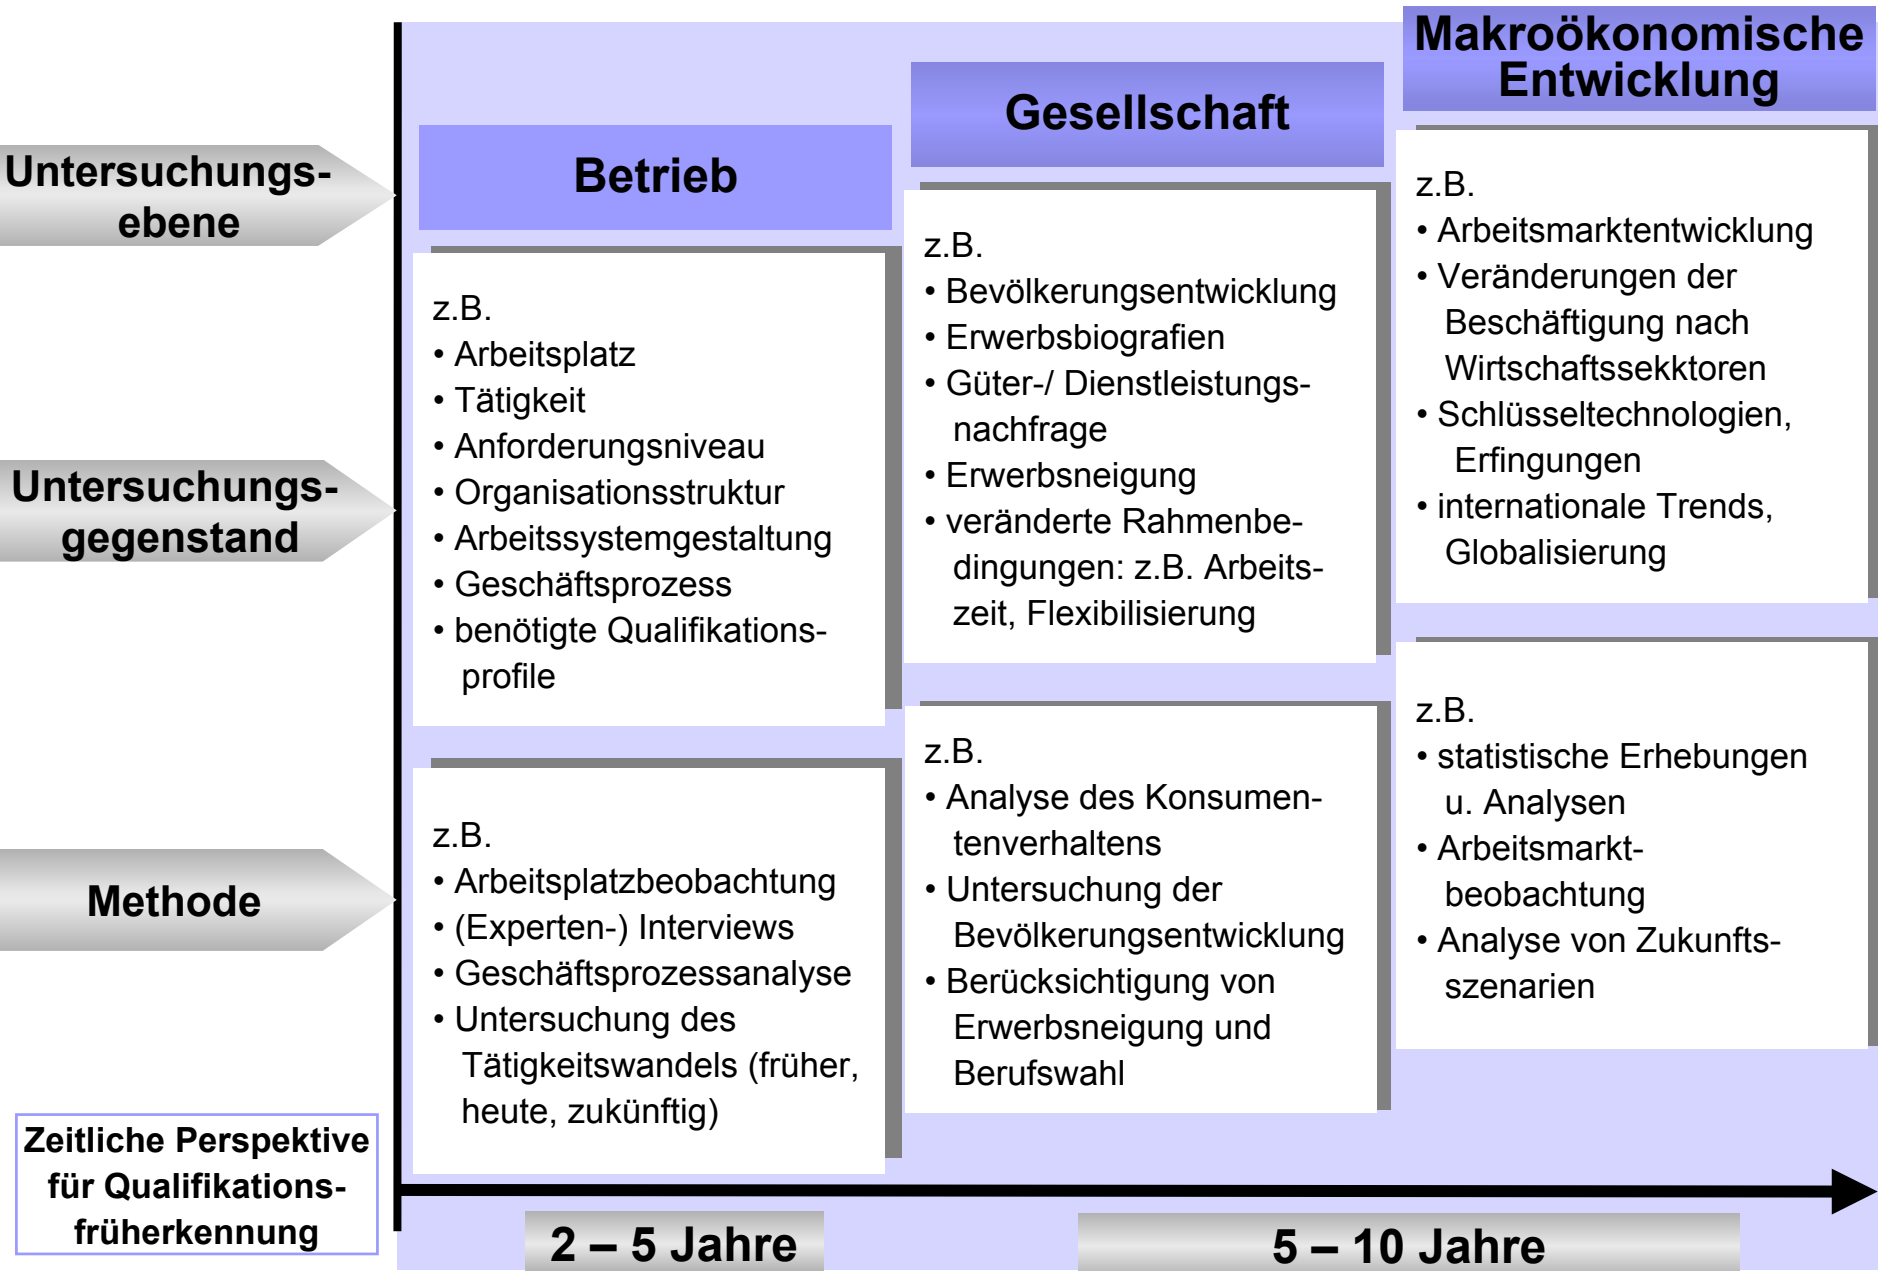 Untersuchungs-
ebene
Untersuchungs-
gegenstand
Methode
Zeitliche Perspektive
für Qualifikations-
früherkennung
Betrieb
z.B.
• Arbeitsplatz
• Tätigkeit
• Anforderungsniveau
• Organisationsstruktur
• Arbeitssystemgestaltung
• Geschäftsprozess
• benötigte Qualifikations-
profile
z.B.
• Arbeitsplatzbeobachtung
• (Experten-) Interviews
• Geschäftsprozessanalyse
• Untersuchung des
Tätigkeitswandels (früher,
heute, zukünftig)
Gesellschaft
z.B.
• Bevölkerungsentwicklung
• Erwerbsbiografien
• Güter-/ Dienstleistungs-
nachfrage
• Erwerbsneigung
• veränderte Rahmenbe-
dingungen: z.B. Arbeits-
zeit, Flexibilisierung
z.B.
• Analyse des Konsumen-
tenverhaltens
• Untersuchung der
Bevölkerungsentwicklung
• Berücksichtigung von
Erwerbsneigung und
Berufswahl
Makroökonomische
Entwicklung
z.B.
• Arbeitsmarktentwicklung
• Veränderungen der
Beschäftigung nach
Wirtschaftssekktoren
• Schlüsseltechnologien,
Erfingungen
• internationale Trends,
Globalisierung
z.B.
• statistische Erhebungen
u. Analysen
• Arbeitsmarkt-
beobachtung
• Analyse von Zukunfts-
szenarien
2 – 5 Jahre
5 – 10 Jahre